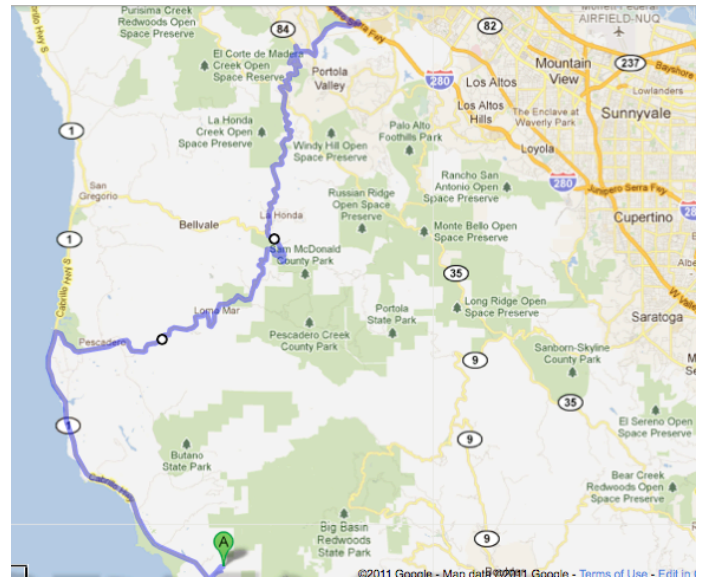 Purisima Creek
Redwoods Open
Space Preserve
84
82
AIRFIELD-NUQ
El Corte de Madera
Creek Open
Space Reserve
Portola
Valley
280
Los Altos
Mountain
View
237
Bayshore
Lowlanders
Los Altos
Hills
The Enclave at
Waverly Park
Sunnyvale
1
La Honda
Creek Open
Space Preserve
Windy Hill Open
Space Preserve
Palo Alto
Foothills Park
Loyola
San
Gregorio
Russian Ridge
Open
Space
Preserve
Rancho San
Antonio Open
Space Preserve
280
Junipero Serra Fwy
Cupertino
Bellvale
La Honda
1
Cabrillo Hwy S
Sam McDonald
County Park
Monte Bello Open
Space Preserve
35
Loma Mar
Portola
State Park
Long Ridge Open
Space Preserve
Saratoga
Pescadero
Pescadero Creek
County Park
9
Sanborn-Skyline
County Park
35
1
Butano
State Park
9
El Sereno Open
Space Preserve
Bear Creek
Redwoods Open
Space Preserve
Big Basin
Redwoods
State Park
9
A
©2011 Google - Map data ©2011 Google - Terms of Use - Edit in